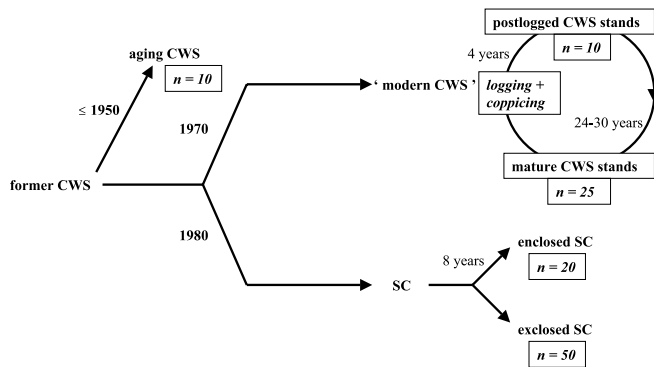 postlogged CWS stands
n = 10
4 years
aging CWS
n = 10
‘ modern CWS ’
logging +
coppicing
≤ 1950
1970
24-30 years
mature CWS stands
n = 25
former CWS
1980
enclosed SC
n = 20
8 years
SC
exclosed SC
n = 50